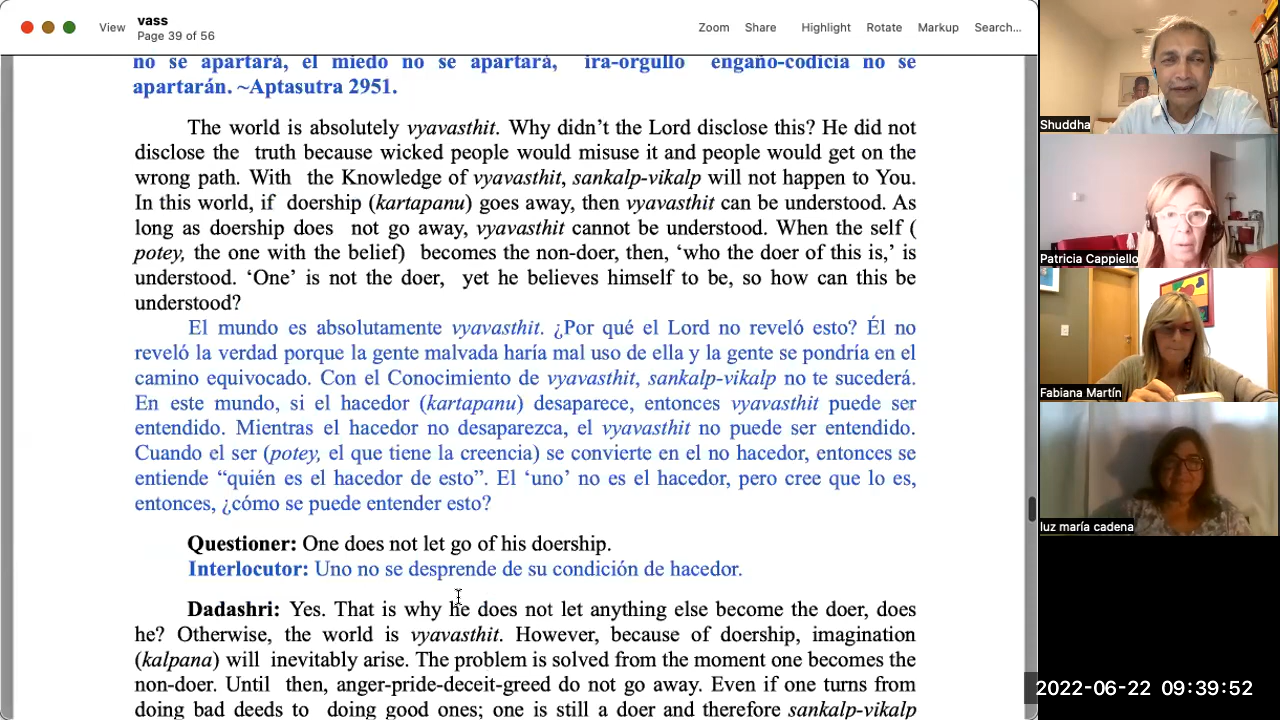 View
vass
Page 39 of 56
Zoom
Share
Highlight
Rotate
Markup
Search...
no se apartará, el miedo no se apartará, ira-orgullo engaño-codicia no se
apartarán. ~Aptasutra 2951.
The world is absolutely vyavasthit. Why didn’t the Lord disclose this? He did not
disclose the truth because wicked people would misuse it and people would get on the
wrong path. With the Knowledge of vyavasthit, sankalp-vikalp will not happen to You.
In this world, if doership (kartapanu) goes away, then vyavasthit can be understood. As
long as doership does not go away, vyavasthit cannot be understood. When the self (
potey, the one with the belief) becomes the non-doer, then, ‘who the doer of this is,’ is
understood. ‘One’ is not the doer, yet he believes himself to be, so how can this be
understood?
El mundo es absolutamente vyavasthit. ¿Por qué el Lord no reveló esto? Él no
reveló la verdad porque la gente malvada haría mal uso de ella y la gente se pondría en el
camino equivocado. Con el Conocimiento de vyavasthit, sankalp-vikalp no te sucederá.
En este mundo, si el hacedor (kartapanu) desaparece, entonces vyavasthit puede ser
entendido. Mientras el hacedor no desaparezca, el vyavasthit no puede ser entendido.
Cuando el ser (potey, el que tiene la creencia) se convierte en el no hacedor, entonces se
entiende “quién es el hacedor de esto”. El ‘uno’ no es el hacedor, pero cree que lo es,
entonces, ¿cómo se puede entender esto?
Questioner: One does not let go of his doership.
Interlocutor: Uno no se desprende de su condición de hacedor.
Dadashri: Yes. That is why he does not let anything else become the doer, does
he? Otherwise, the world is vyavasthit. However, because of doership, imagination
(kalpana) will inevitably arise. The problem is solved from the moment one becomes the
non-doer. Until then, anger-pride-deceit-greed do not go away. Even if one turns from
doing bad deeds to doing good ones; one is still a doer and therefore sankalp-vikalp
Shuddha
Patricia Cappiello
Fabiana Martín
luz maría cadena
2022-06-22 09:39:52